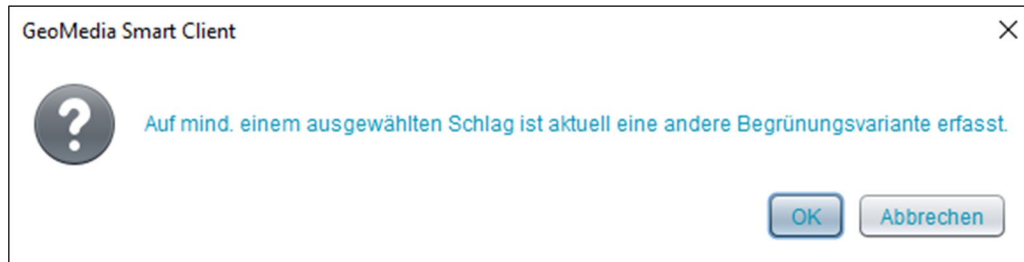 GeoMedia Smart Client
Auf mind. einem ausgewählten Schlag ist aktuell eine andere Begrünungsvariante erfasst.
OK Abbrechen